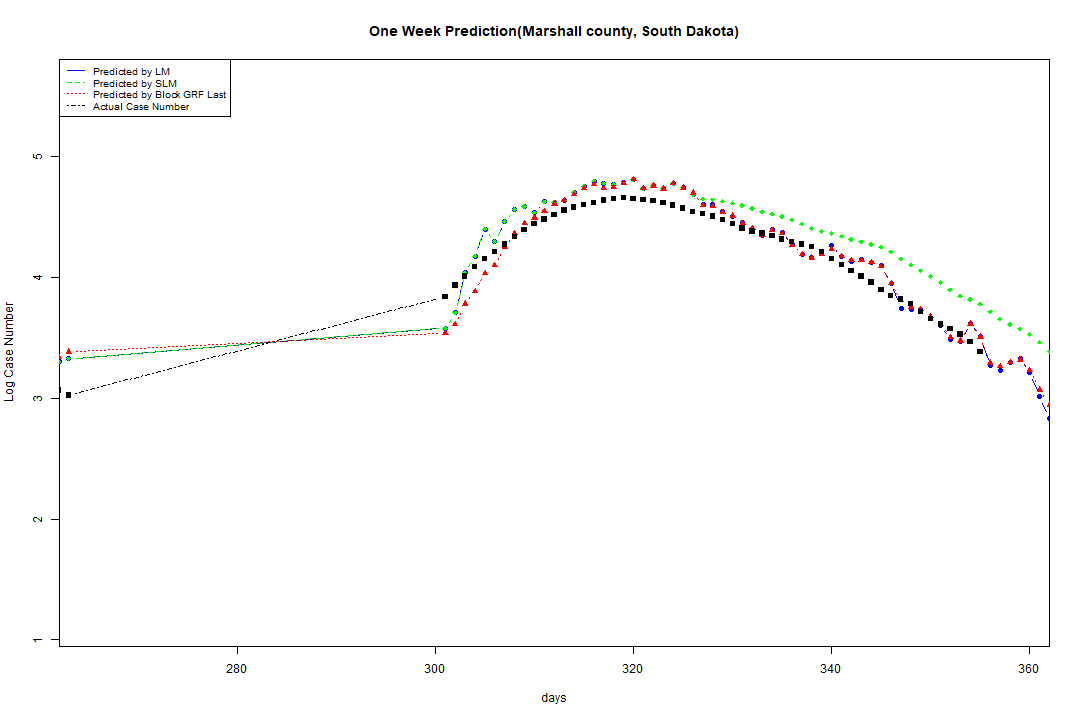 One Week Prediction(Marshall county, South Dakota)
Predicted by LM
Predicted by SLM
Predicted by Block GRF Last
Actual Case Number
Log Case Number
5
4
3
2
1
280
300
320
340
360
days